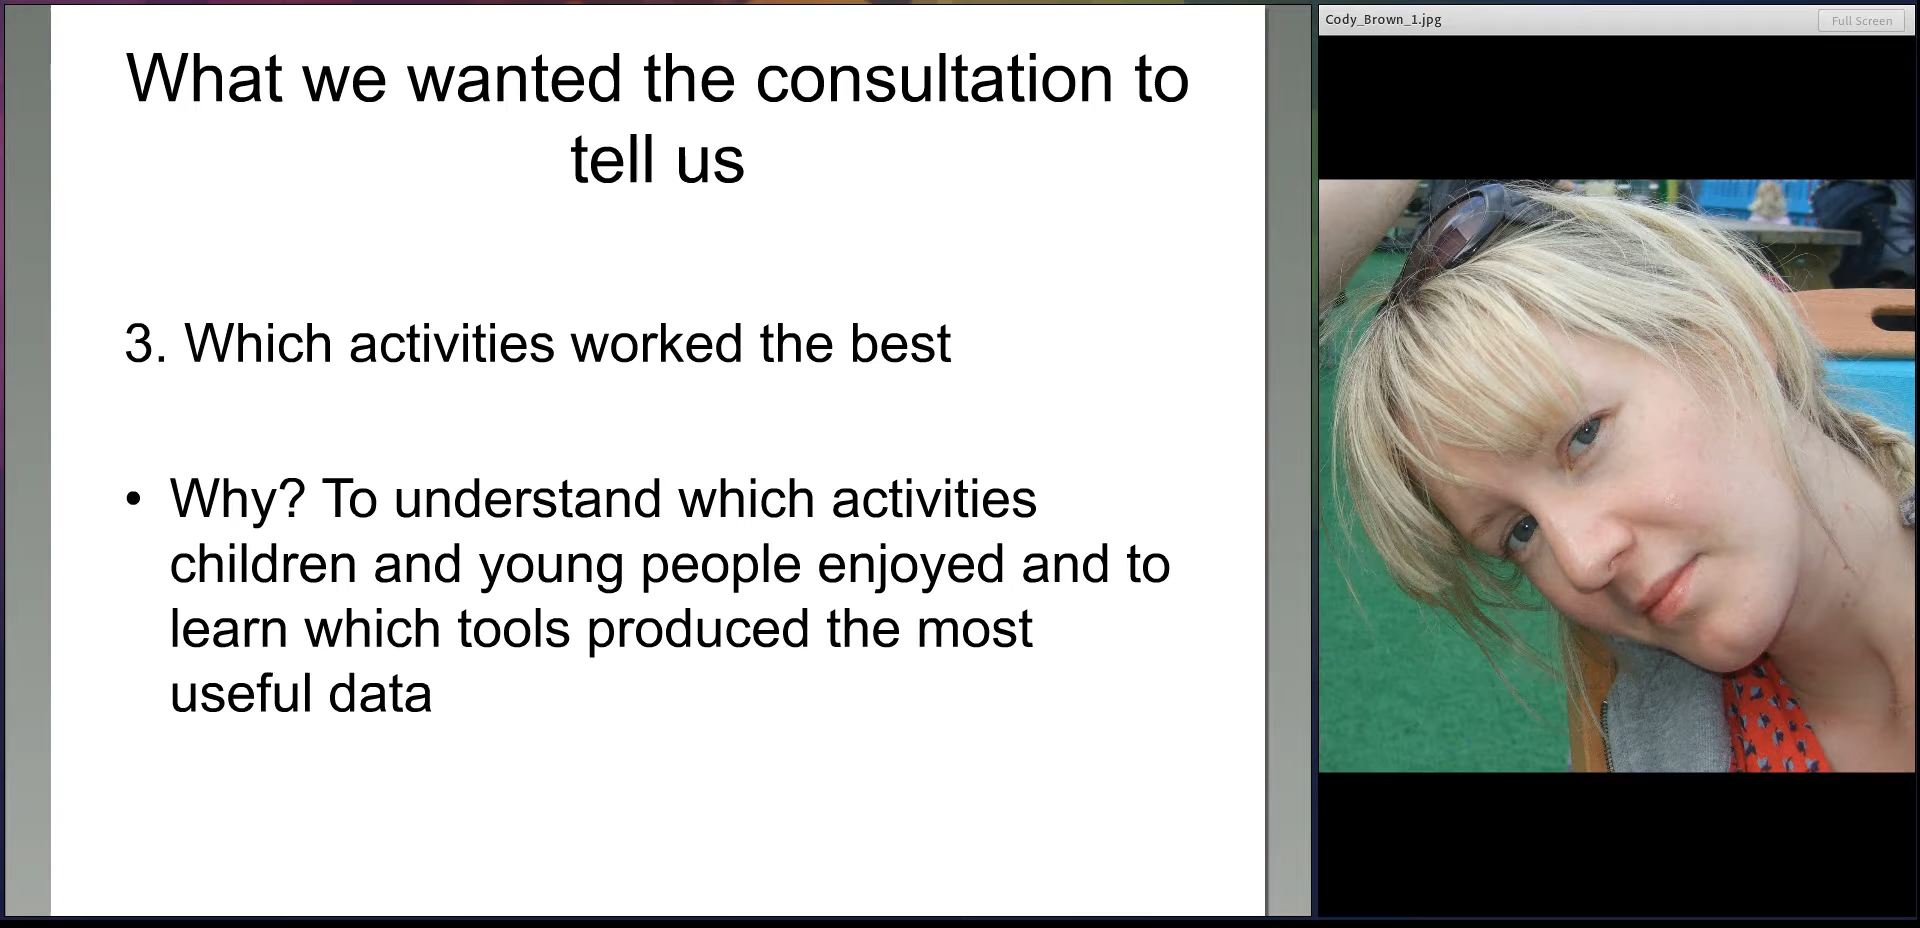 What we wanted the consultation to
tell us
3. Which activities worked the best
• Why? To understand which activities
children and young people enjoyed and to
learn which tools produced the most
useful data
Cody_Brown_1.jpg
Full Screen